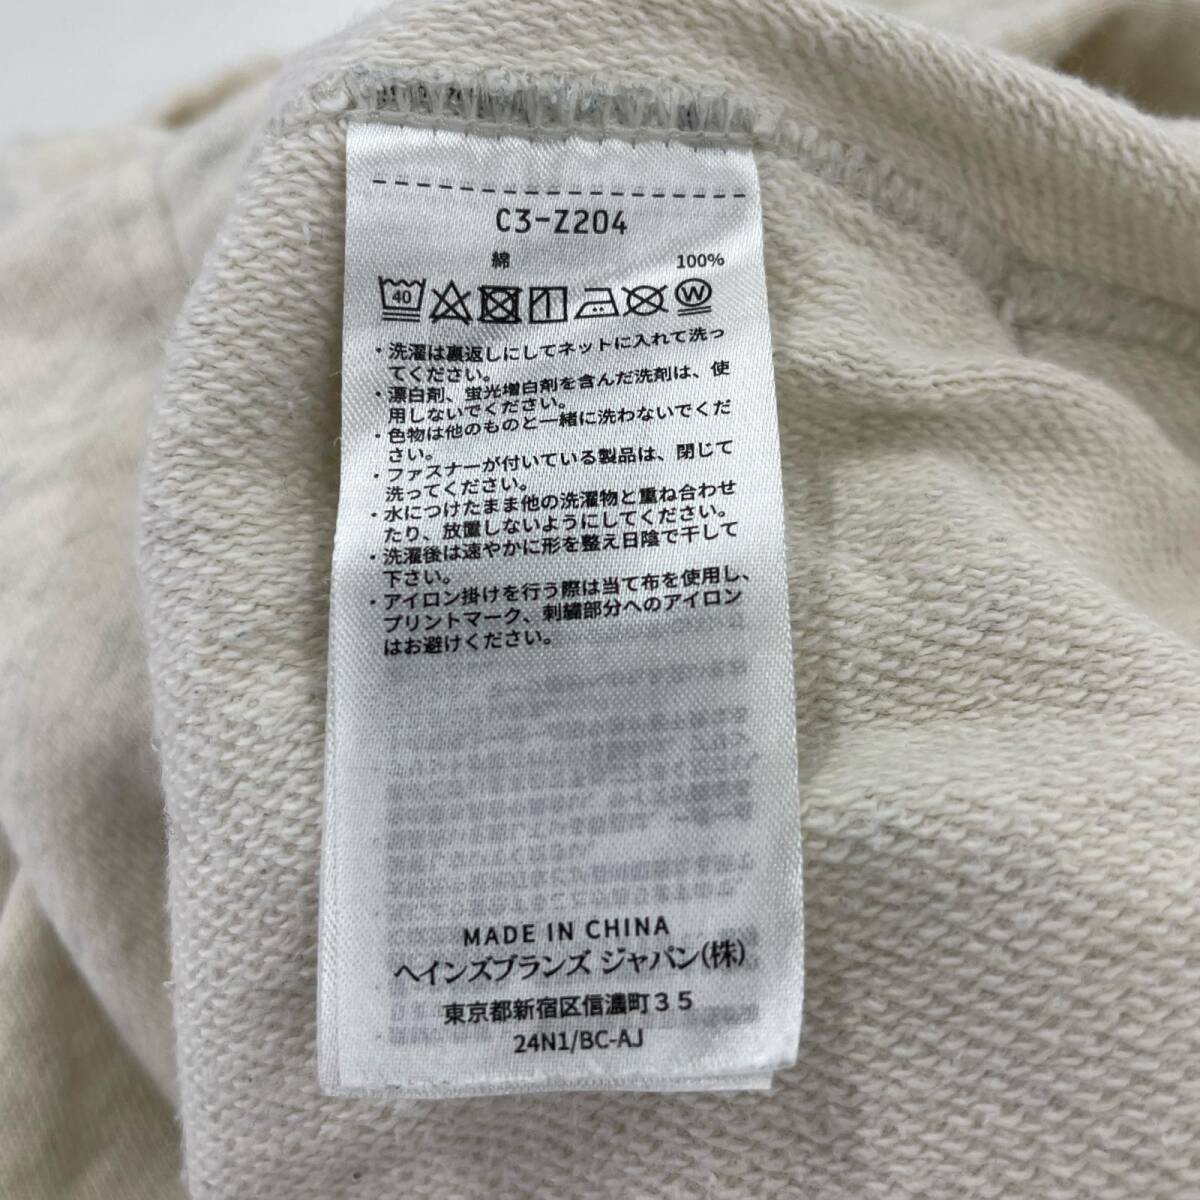 C3-Z204
綿 100%
40 W
・洗濯は裏返しにしてネットに入れて洗っ
てください。
・漂白剤、蛍光増白剤を含んだ洗剤は、使
用しないでください。
・色物は他のものと一緒に洗わないでくだ
さい。
・ファスナーが付いている製品は、閉じて
洗ってください。
・水につけたまま他の洗濯物と重ね合わせ
たり、放置しないようにしてください。
・洗濯後は速やかに形を整え日陰で干して
下さい。
・アイロン掛けを行う際は当て布を使用し、
プリントマーク、刺繍部分へのアイロン
はお避けください。
MADE IN CHINA
ヘインズブランズ ジャパン(株)
東京都新宿区信濃町３５
24N1/BC-AJ